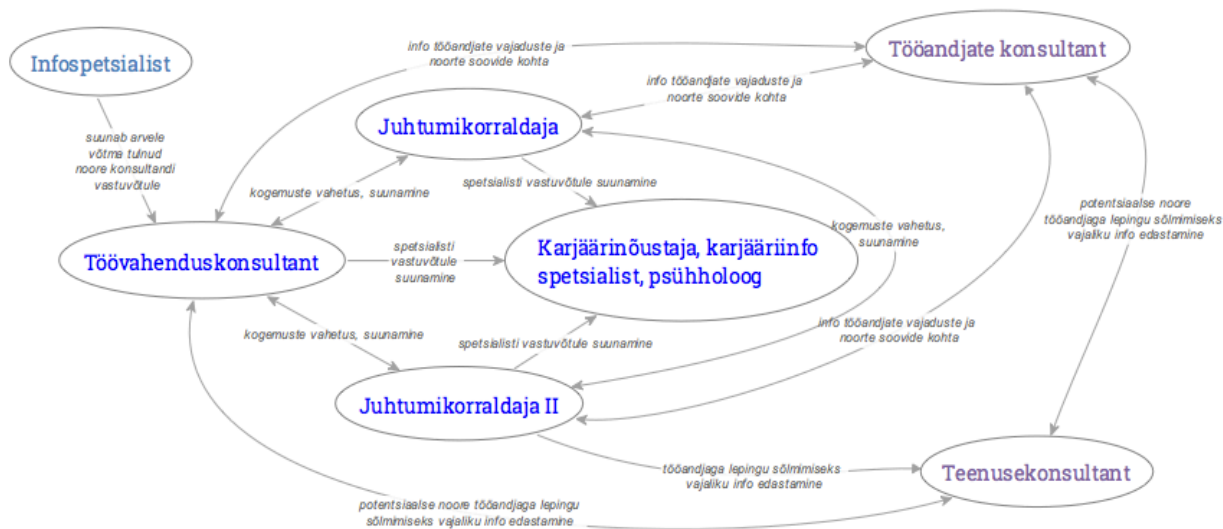 Infospetsialist
suunab arvele
võtma tulnud
noore konsultandi
vastuvõtule
info tööandjate vajaduste ja
noorte soovide kohta
Tööandjate konsultant
info tööandjate vajaduste ja
noorte soovide kohta
Juhtumikorraldaja
kogemuste vahetus, suunamine
spetsialisti vastuvõtule suunamine
Töövahenduskonsultant
spetsialisti
vastuvõtule
suunamine
Karjäärinõustaja, karjääriinfo
spetsialist, psühholoog
kogemuste vahetus,
suunamine
potentsiaalse noore
tööandjaga lepingu sõlmimiseks
vajaliku info edastamine
kogemuste vahetus, suunamine
spetsialisti vastuvõtule suunamine
info tööandjate vajaduste ja
noorte soovide kohta
Juhtumikorraldaja II
tööandjaga lepingu sõlmimiseks
vajaliku info edastamine
Teenusekonsultant
potentsiaalse noore tööandjaga lepingu
sõlmimiseks vajaliku info edastamine